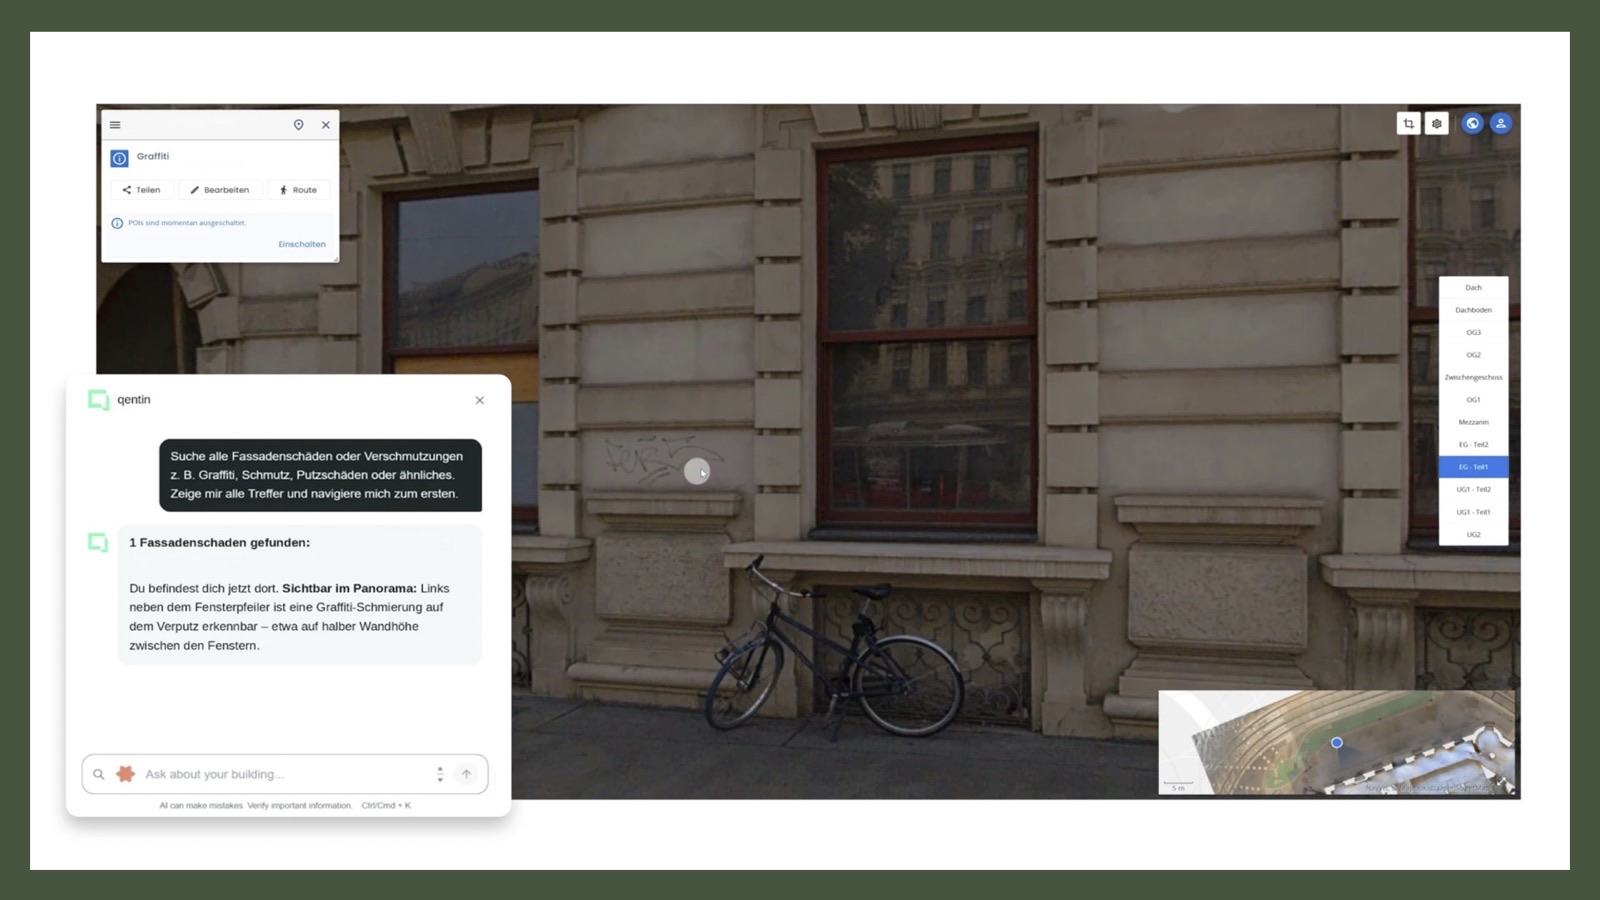 Graffiti
Teilen
Bearbeiten
Route
POIs sind momentan ausgeschaltet.
Einschalten
qentin
Suche alle Fassadenschäden oder Verschmutzungen
z. B. Graffiti, Schmutz, Putzschäden oder ähnliches.
Zeige mir alle Treffer und navigiere mich zum ersten.
1 Fassadenschaden gefunden:
Du befindest dich jetzt dort. Sichtbar im Panorama: Links
neben dem Fensterpfeiler ist eine Graffiti-Schmierung auf
dem Verputz erkennbar – etwa auf halber Wandhöhe
zwischen den Fenstern.
Ask about your building...
AI can make mistakes. Verify important information. Ctrl/Cmd + K
Dach
Dachboden
OG3
OG2
Zwischengeschoss
OG1
Mezzanin
EG - Teil2
EG - Teil1
UG1 - Teil2
UG1 - Teil1
UG2
5 m